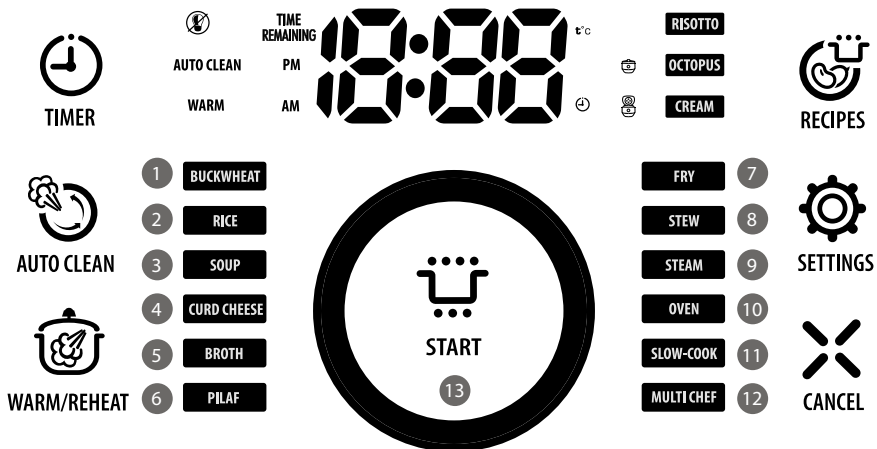 TIME
REMAINING
AUTO CLEAN
PM
WARM
AM
18:88
t°c
RISOTTO
OCTOPUS
CREAM
TIMER
RECIPES
1 BUCKWHEAT
2 RICE
3 SOUP
4 CURD CHEESE
5 BROTH
6 PILAF
AUTO CLEAN
WARM/REHEAT
START
13
FRY 7
STEW 8
STEAM 9
OVEN 10
SLOW-COOK 11
MULTI CHEF 12
SETTINGS
CANCEL